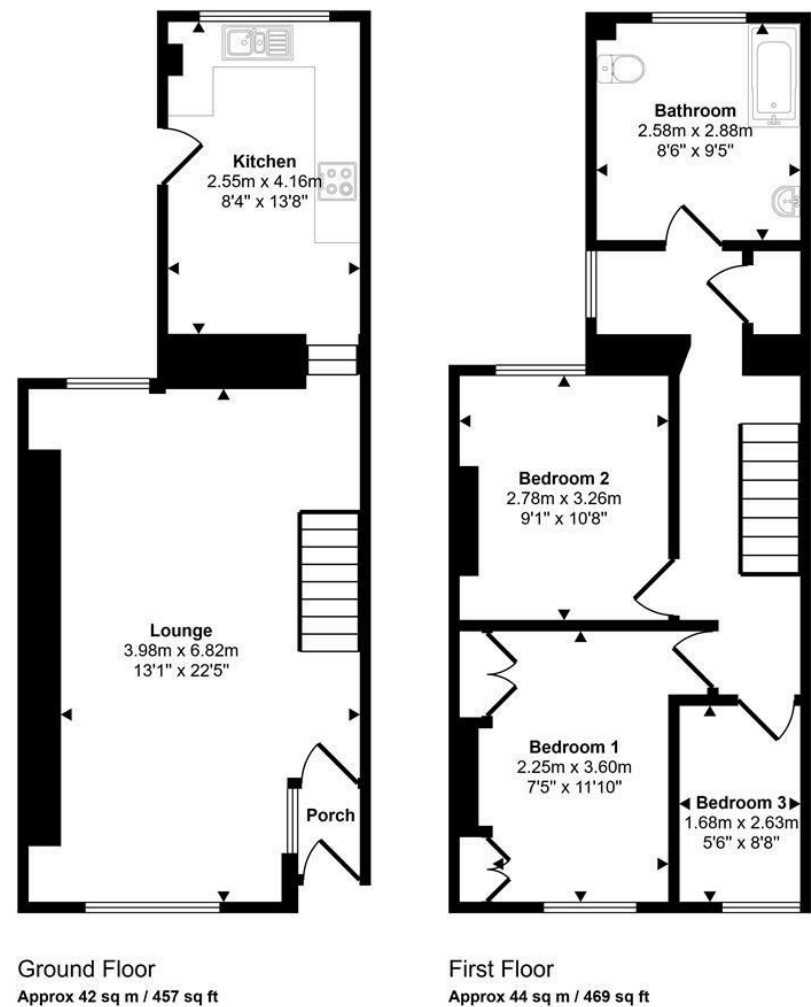 Kitchen
2.55m x 4.16m
8'4" x 13'8"
Lounge
3.98m x 6.82m
13'1" x 22'5"
Porch
Ground Floor
Approx 42 sq m / 457 sq ft
Bathroom
2.58m x 2.88m
8'6" x 9'5"
Bedroom 2
2.78m x 3.26m
9'1" x 10'8"
Bedroom 1
2.25m x 3.60m
7'5" x 11'10"
Bedroom 3
1.68m x 2.63m
5'6" x 8'8"
First Floor
Approx 44 sq m / 469 sq ft